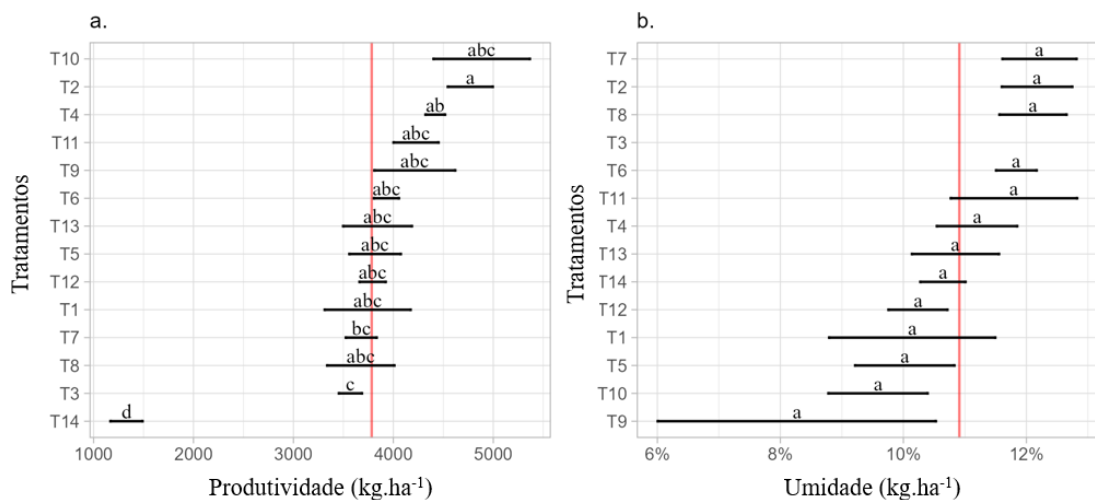 a.
T10 abc
T2 a
T4 ab
T11 abc
T9 abc
T6 abc
T13 abc
T5 abc
T12 abc
T1 abc
T7 bc
T8 abc
T3 c
T14 d
Tratamentos
1000 2000 3000 4000 5000
Produtividade (kg.ha⁻¹)
b.
T7 a
T2 a
T8 a
T3
T6 a
T11 a
T4 a
T13 a
T14 a
T12 a
T1 a
T5 a
T10 a
T9 a
Tratamentos
6% 8% 10% 12%
Umidade (kg.ha⁻¹)